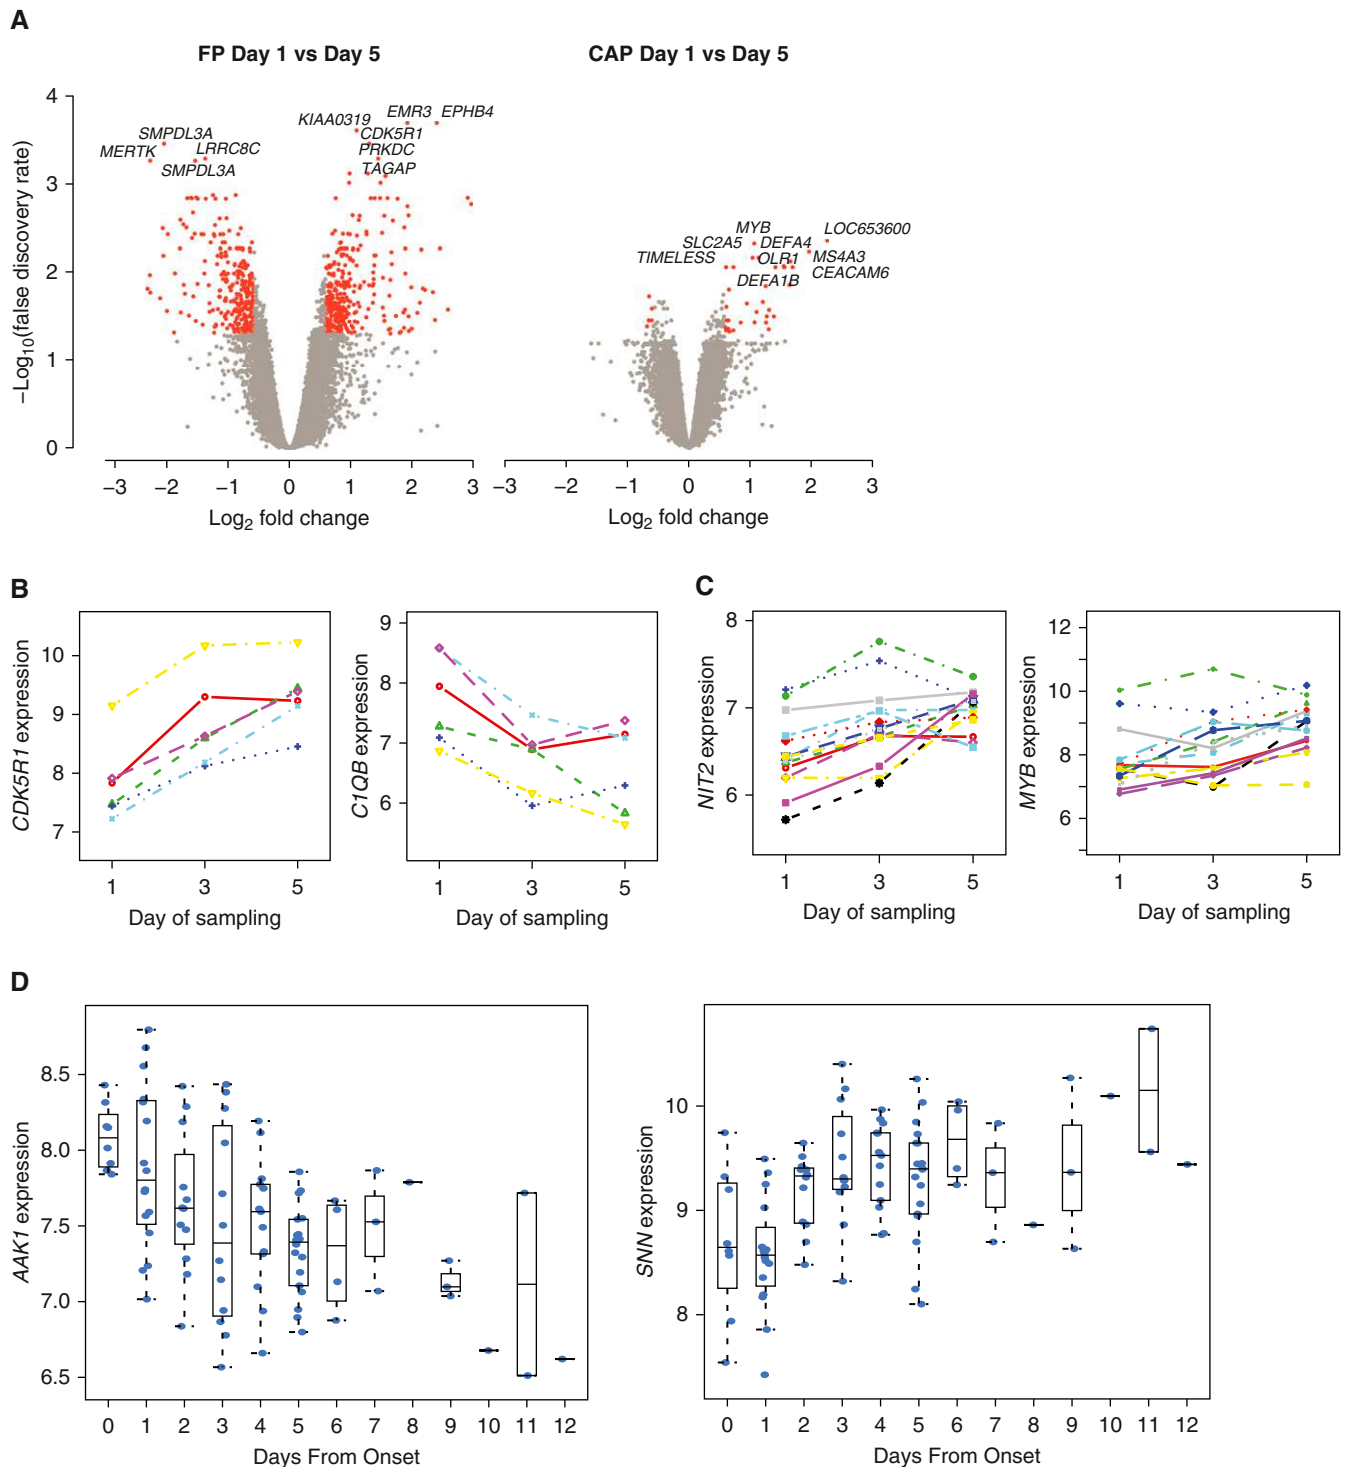 A
FP Day 1 vs Day 5
CAP Day 1 vs Day 5
−Log10(false discovery rate)
4
3
2
1
0
KIAA0319
EMR3
EPHB4
SMPDL3A
CDK5R1
MERTK
LRRC8C
PRKDC
SMPDL3A
TAGAP
MYB
LOC653600
SLC2A5
DEFA4
TIMELESS
OLR1
MS4A3
CEACAM6
DEFA1B
−3 −2 −1 0 1 2 3
−3 −2 −1 0 1 2 3
Log2 fold change
Log2 fold change
B
CDK5R1 expression
10
9
8
7
1 3 5
Day of sampling
C1QB expression
9
8
7
6
1 3 5
Day of sampling
C
NIT2 expression
8
7
6
1 3 5
Day of sampling
MYB expression
12
10
8
6
1 3 5
Day of sampling
D
AAK1 expression
8.5
8.0
7.5
7.0
6.5
0 1 2 3 4 5 6 7 8 9 10 11 12
Days From Onset
SNN expression
10
9
8
0 1 2 3 4 5 6 7 8 9 10 11 12
Days From Onset